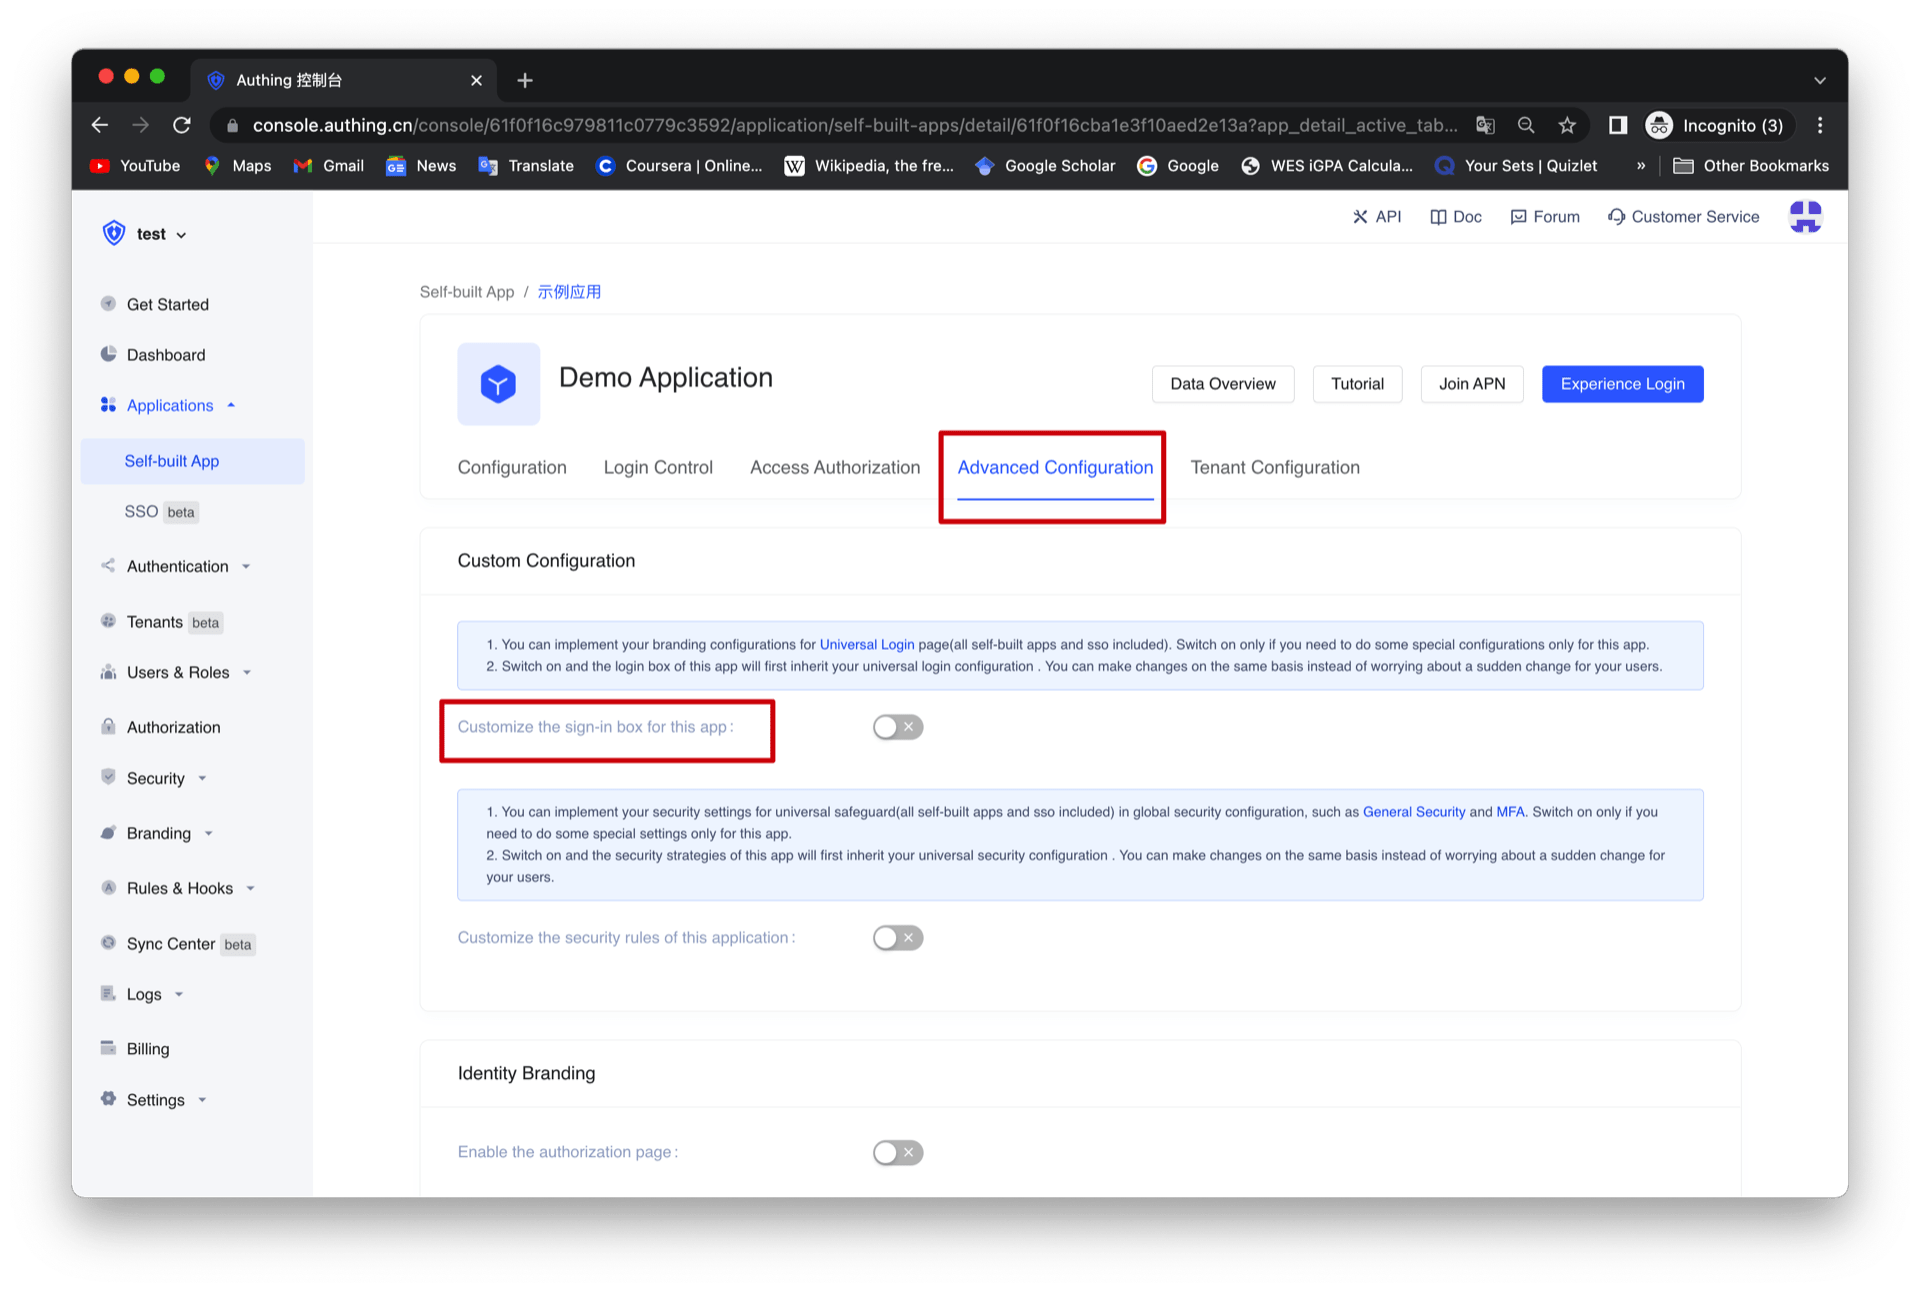 Authing 控制台
console.authing.cn/console/61f0f16c979811c0779c3592/application/self-built-apps/detail/61f0f16cba1e3f10aed2e13a?app_detail_active_tab...
Incognito (3)
YouTube
Maps
Gmail
News
Translate
Coursera | Online...
Wikipedia, the fre...
Google Scholar
Google
WES iGPA Calcula...
Your Sets | Quizlet
»
Other Bookmarks
test
API
Doc
Forum
Customer Service
Get Started
Dashboard
Applications
Self-built App
SSO beta
Authentication
Tenants beta
Users & Roles
Authorization
Security
Branding
Rules & Hooks
Sync Center beta
Logs
Billing
Settings
Self-built App / 示例应用
Demo Application
Data Overview
Tutorial
Join APN
Experience Login
Configuration
Login Control
Access Authorization
Advanced Configuration
Tenant Configuration
Custom Configuration
1. You can implement your branding configurations for Universal Login page(all self-built apps and sso included). Switch on only if you need to do some special configurations only for this app.
2. Switch on and the login box of this app will first inherit your universal login configuration . You can make changes on the same basis instead of worrying about a sudden change for your users.
Customize the sign-in box for this app :
1. You can implement your security settings for universal safeguard(all self-built apps and sso included) in global security configuration, such as General Security and MFA. Switch on only if you
need to do some special settings only for this app.
2. Switch on and the security strategies of this app will first inherit your universal security configuration . You can make changes on the same basis instead of worrying about a sudden change for
your users.
Customize the security rules of this application :
Identity Branding
Enable the authorization page :